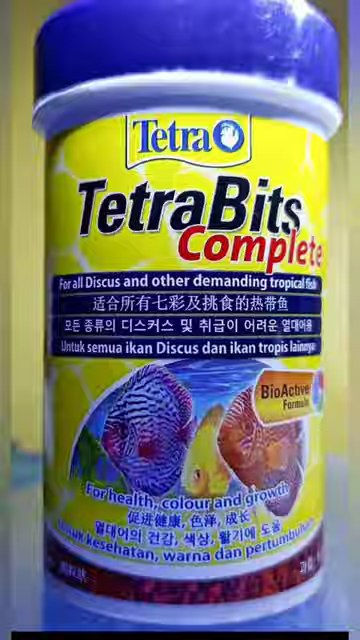 Tetra
TetraBits
Complete
For all Discus and other demanding tropical fish
适合所有七彩及挑食的热带鱼
모든 종류의 디스커스 및 취급이 어려운 열대어용
Untuk semua ikan Discus dan ikan tropis lainnya
BioActive
Formula
For health, colour and growth
促进健康, 色泽, 成长
열대어의 건강, 색상, 활기에 도움
Untuk kesehatan, warna dan pertumbuhan